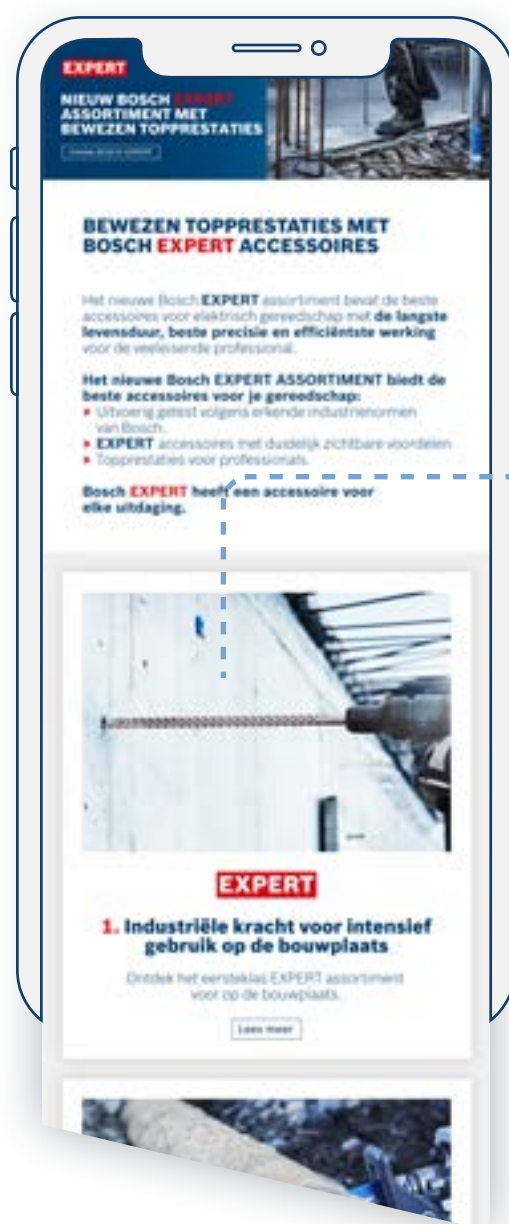 EXPERT
NIEUW BOSCH EXPERT
ASSORTIMENT MET
BEWEZEN TOPPRESTATIES
BEWEZEN TOPPRESTATIES MET
BOSCH EXPERT ACCESSOIRES
Het nieuwe Bosch EXPERT assortiment bevat de beste
accessoires voor elektrisch gereedschap met de langste
levensduur, beste precisie en efficiëntste werking
voor de veeleisende professional.
Het nieuwe Bosch EXPERT ASSORTIMENT biedt de
beste accessoires voor je gereedschap:
Uitvoerig getest volgens erkende industrienormen
van Bosch.
EXPERT accessoires met duidelijk zichtbare voordelen
Topprestaties voor professionals.
Bosch EXPERT heeft een accessoire voor
elke uitdaging.
EXPERT
1. Industriële kracht voor intensief
gebruik op de bouwplaats
Ontdek het eersteklas EXPERT assortiment
voor op de bouwplaats.
Lees meer